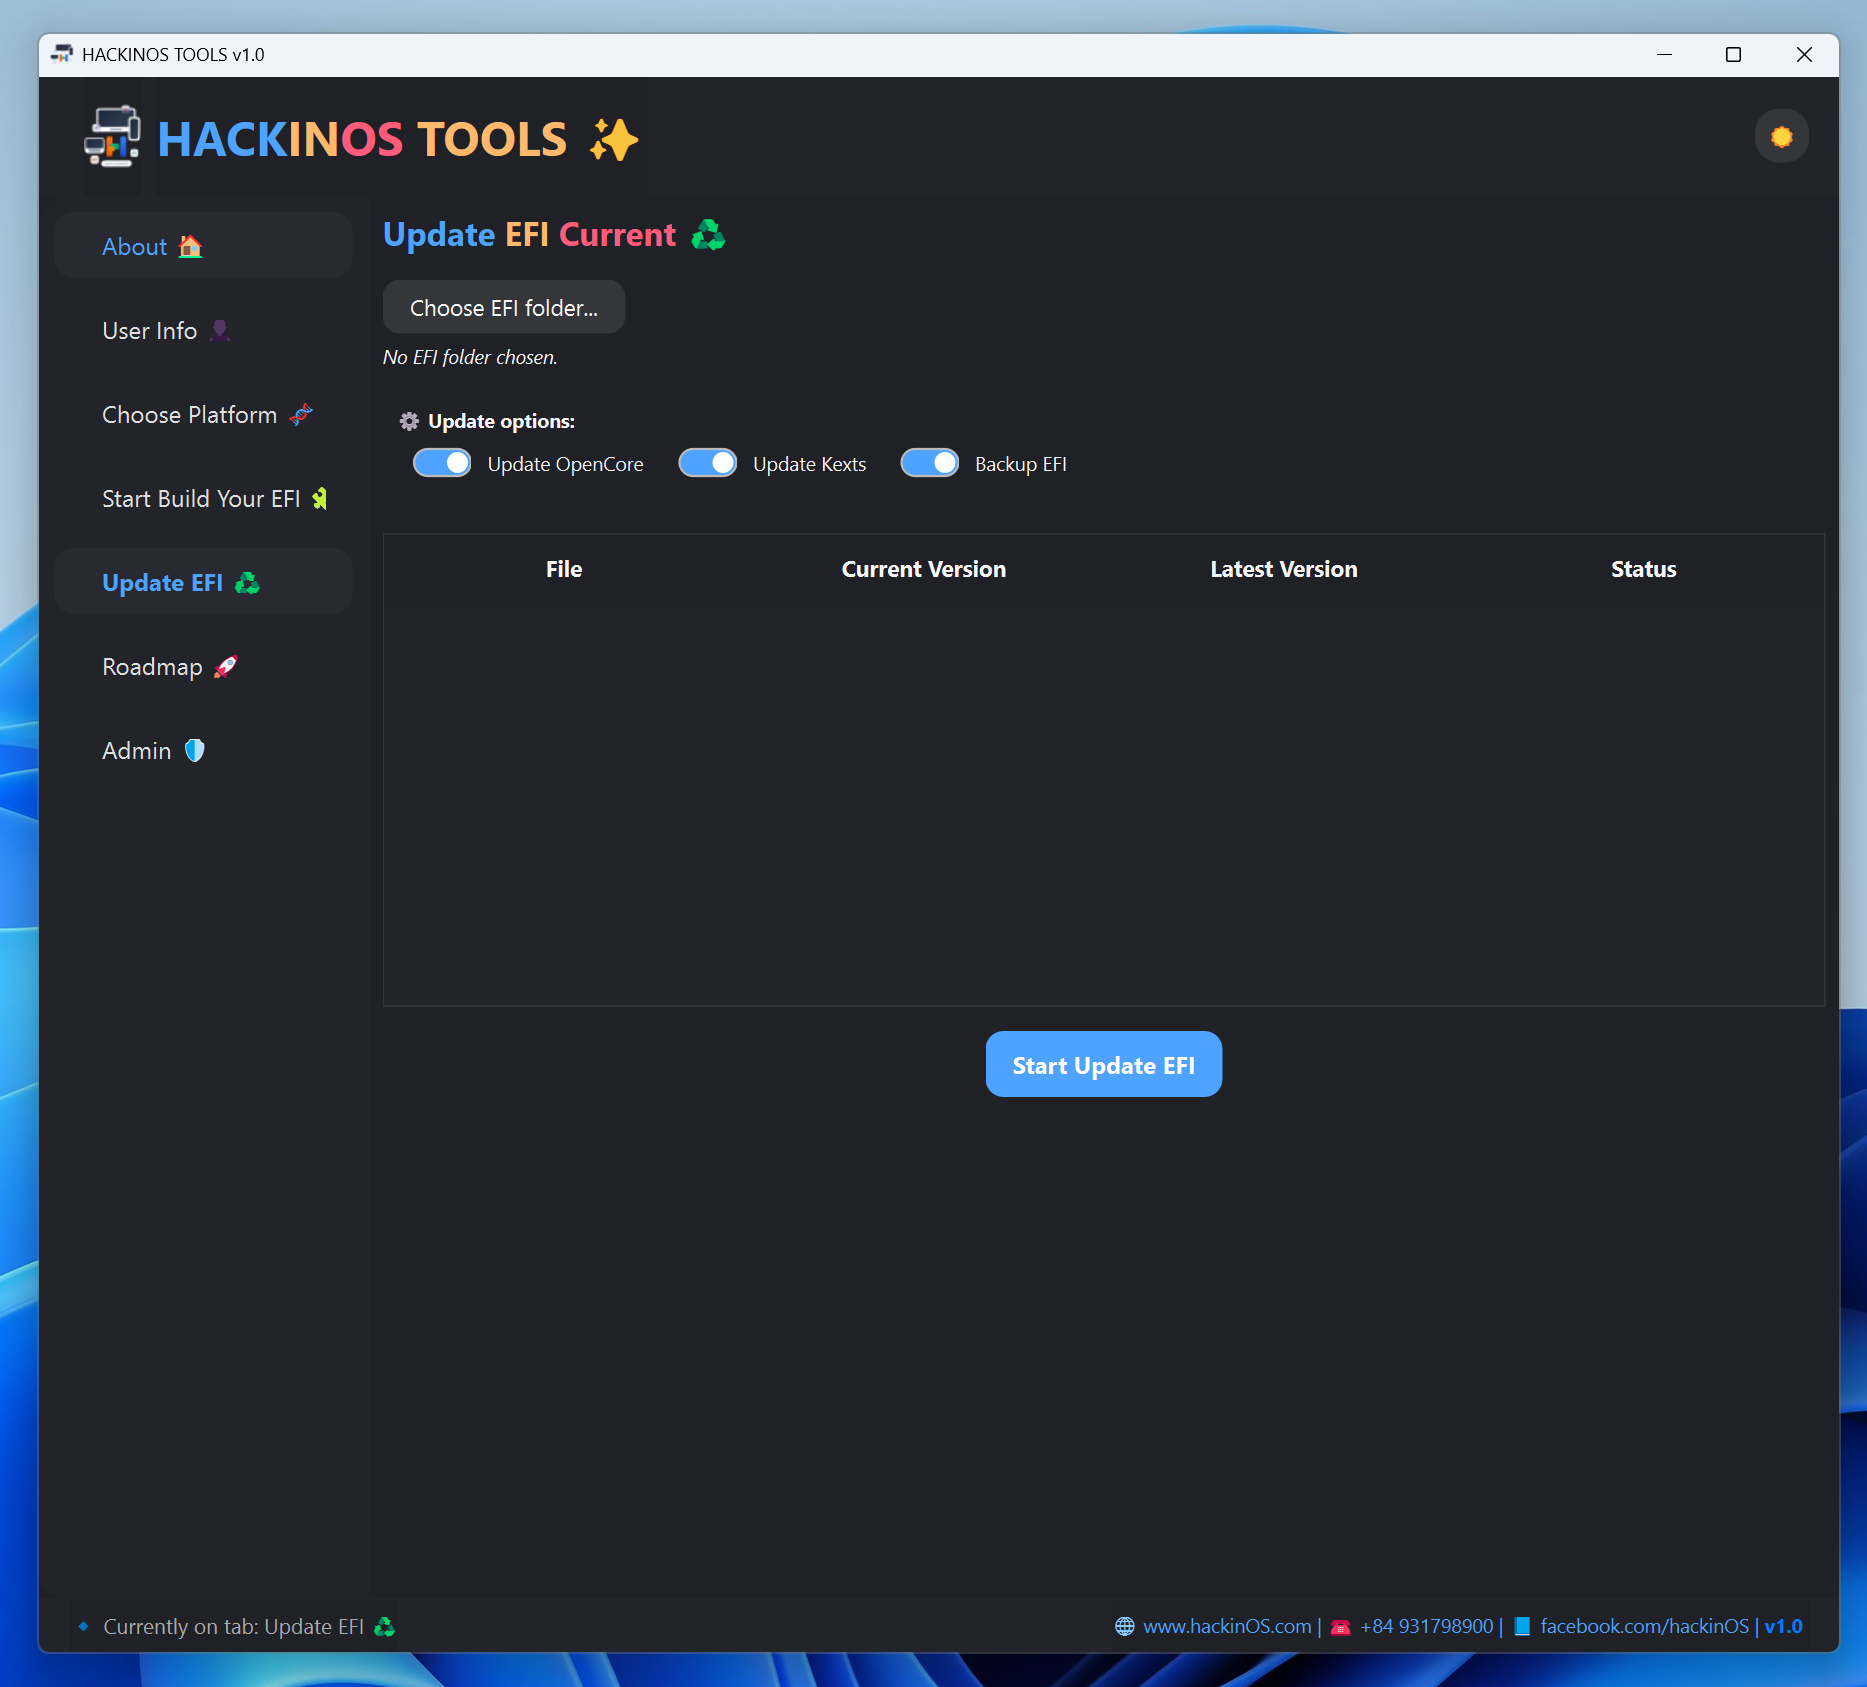 HACKINOS TOOLS v1.0
HACKINOS TOOLS ✨
About 🏠
User Info 👤
Choose Platform 🧬
Start Build Your EFI 🧩
Update EFI ♻️
Roadmap 🚀
Admin 🛡️
Update EFI Current ♻️
Choose EFI folder...
No EFI folder chosen.
⚙️ Update options:
Update OpenCore Update Kexts Backup EFI
File Current Version Latest Version Status
Start Update EFI
🔹 Currently on tab: Update EFI ♻️
🌐 www.hackinOS.com | ☎️ +84 931798900 | 📘 facebook.com/hackinOS | v1.0